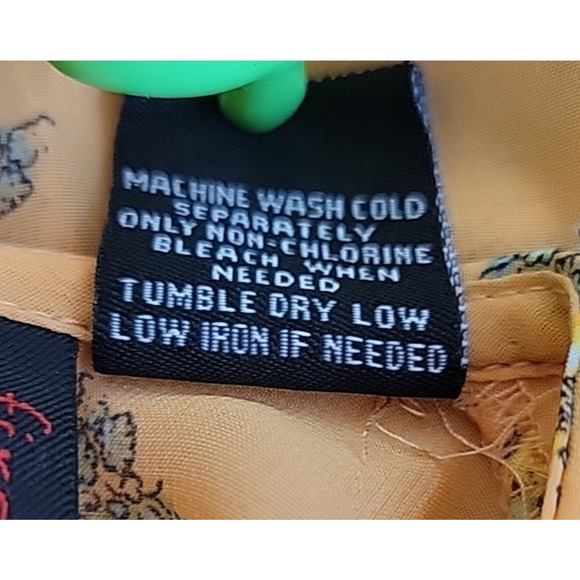 MACHINE WASH COLD
SEPARATELY
ONLY NON-CHLORINE
BLEACH WHEN
NEEDED
TUMBLE DRY LOW
LOW IRON IF NEEDED